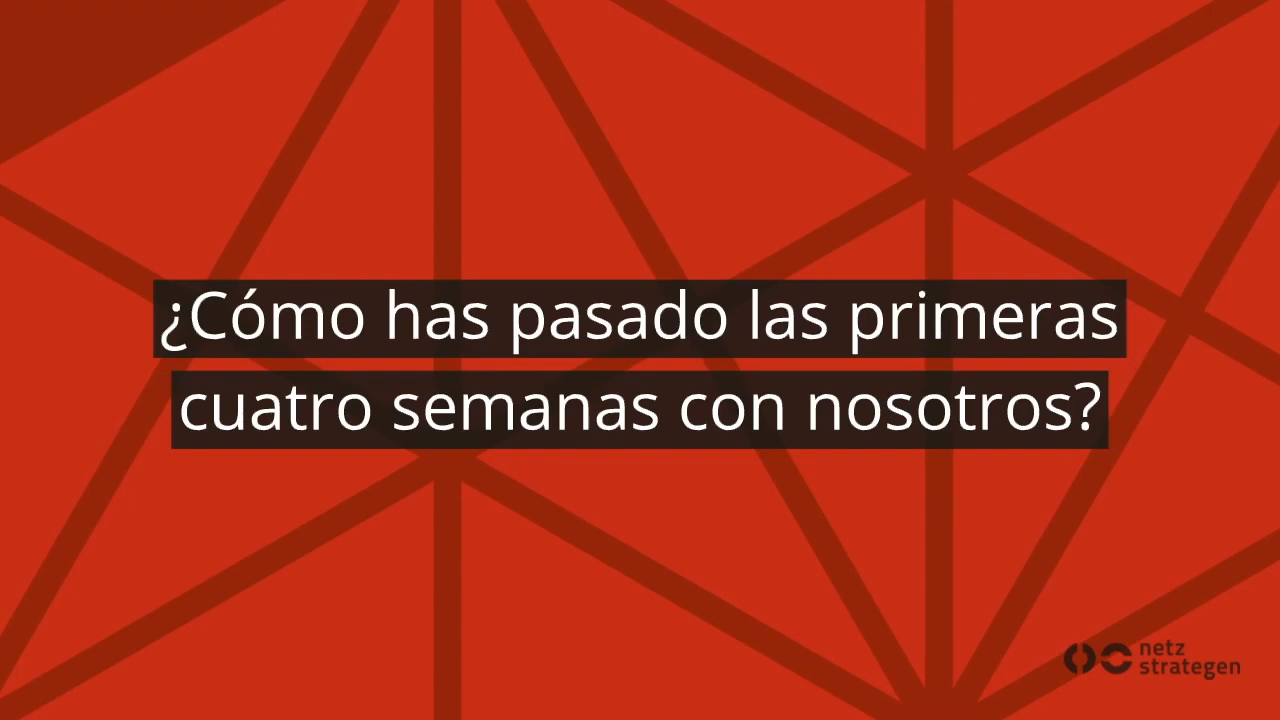 ¿Cómo has pasado las primeras
cuatro semanas con nosotros?
netz
strategen